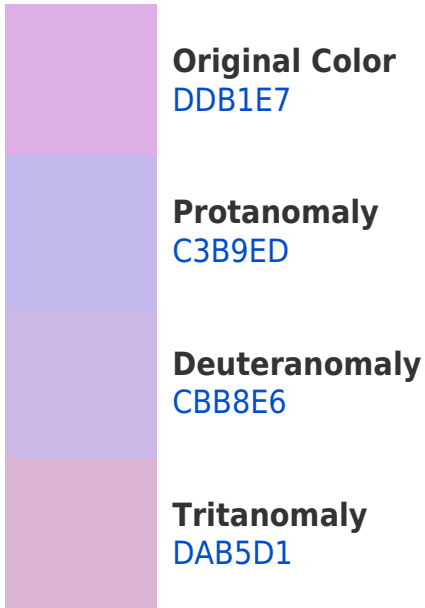 Original Color
DDB1E7
Protanomaly
C3B9ED
Deuteranomaly
CBB8E6
Tritanomaly
DAB5D1